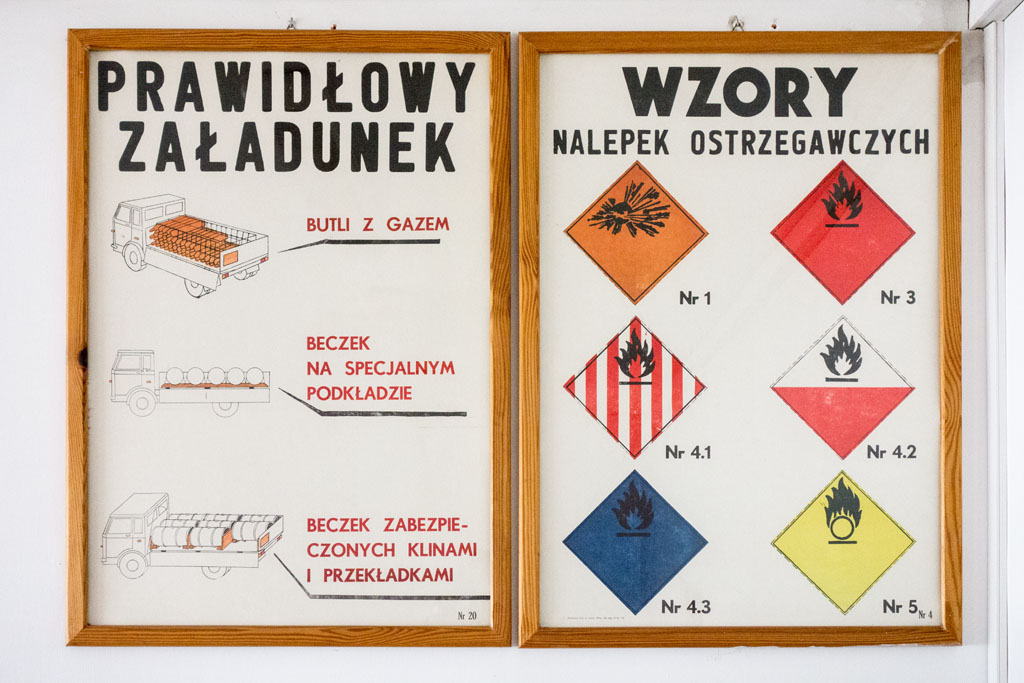 PRAWIDŁOWY
ZAŁADUNEK
BUTLI Z GAZEM
BECZEK
NA SPECJALNYM
PODKŁADZIE
BECZEK ZABEZPIE-
CZONYCH KLINAMI
I PRZEKŁADKAMI
Nr 20
WZORY
NALEPEK OSTRZEGAWCZYCH
Nr 1
Nr 3
Nr 4.1
Nr 4.2
Nr 4.3
Nr 5
Nr 4